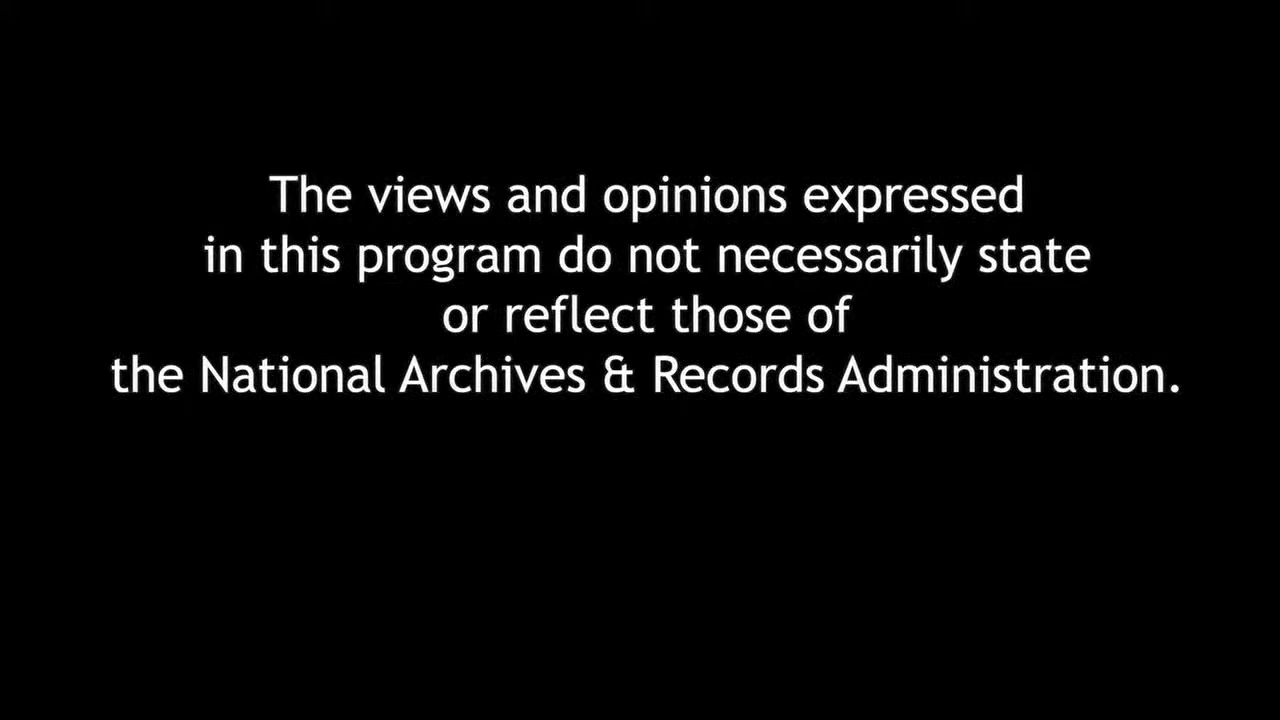 The views and opinions expressed
in this program do not necessarily state
or reflect those of
the National Archives & Records Administration.